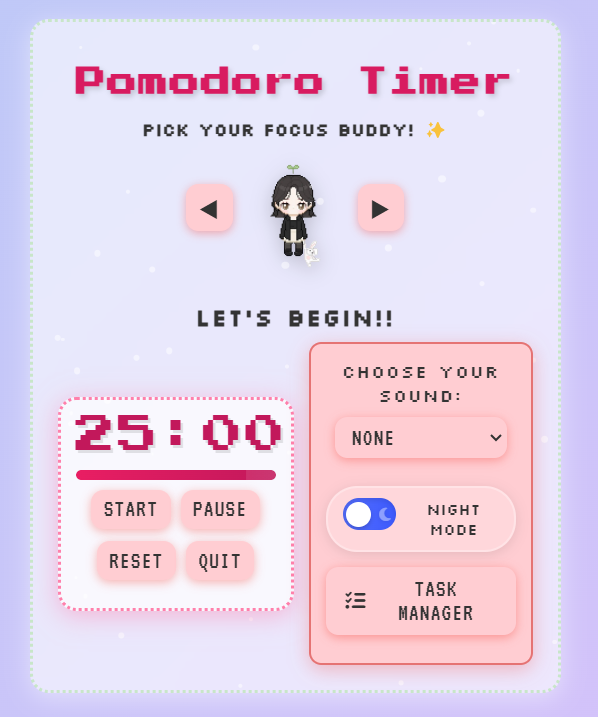 Pomodoro Timer
PICK YOUR FOCUS BUDDY! ✨
◀ ▶
LET'S BEGIN!!
25:00
START PAUSE
RESET QUIT
CHOOSE YOUR
SOUND:
NONE
NIGHT
MODE
TASK
MANAGER